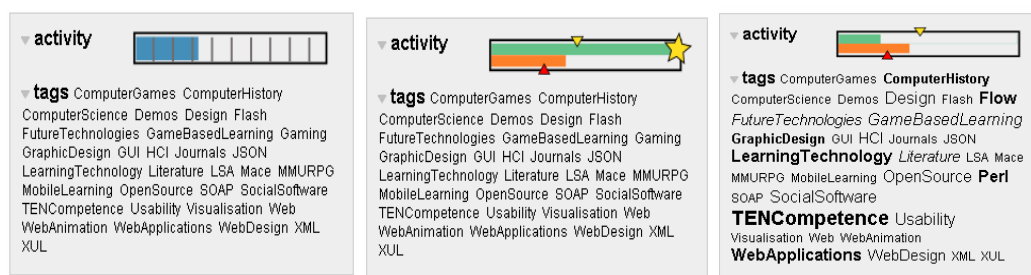 activity
tags ComputerGames ComputerHistory
ComputerScience Demos Design Flash
FutureTechnologies GameBasedLearning Gaming
GraphicDesign GUI HCI Journals JSON
LearningTechnology Literature LSA Mace MMURPG
MobileLearning OpenSource SOAP SocialSoftware
TENCompetence Usability Visualisation Web
WebAnimation WebApplications WebDesign XML
XUL
activity
tags ComputerGames ComputerHistory
ComputerScience Demos Design Flash
FutureTechnologies GameBasedLearning Gaming
GraphicDesign GUI HCI Journals JSON
LearningTechnology Literature LSA Mace MMURPG
MobileLearning OpenSource SOAP SocialSoftware
TENCompetence Usability Visualisation Web
WebAnimation WebApplications WebDesign XML
XUL
activity
tags ComputerGames ComputerHistory
ComputerScience Demos Design Flash Flow
FutureTechnologies GameBasedLearning
GraphicDesign GUI HCI Journals JSON
LearningTechnology Literature LSA Mace
MMURPG MobileLearning OpenSource Perl
SOAP SocialSoftware
TENCompetence Usability
Visualisation Web WebAnimation
WebApplications WebDesign XML XUL